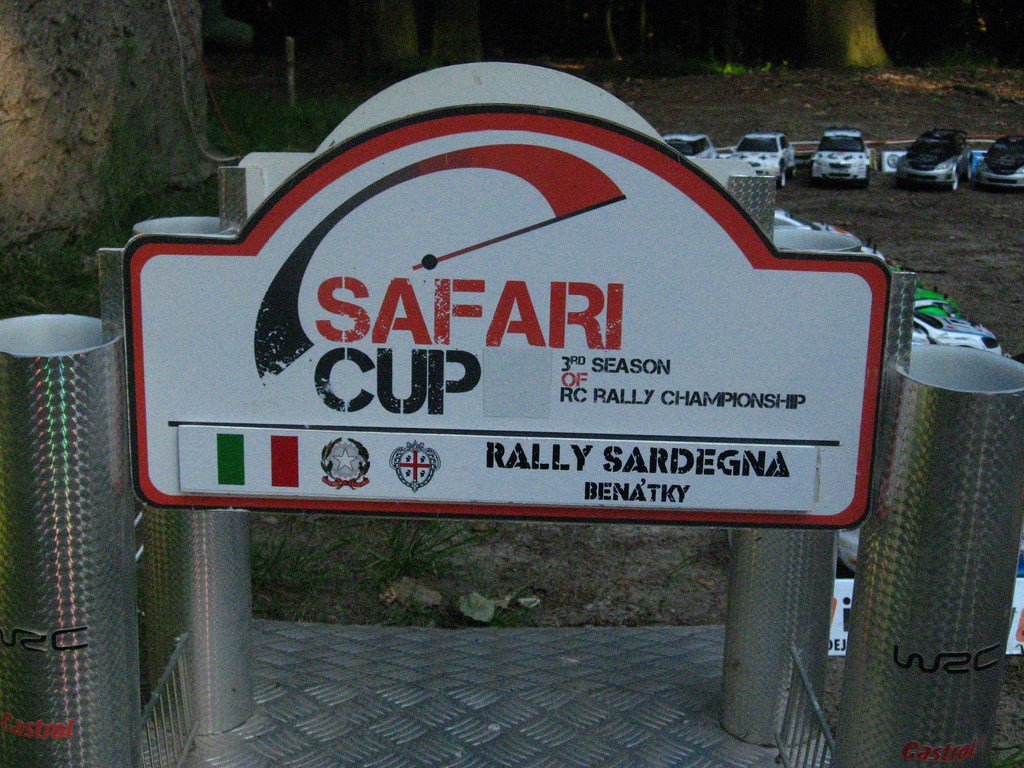 SAFARI
CUP
3RD SEASON
OF
RC RALLY CHAMPIONSHIP
RALLY SARDEGNA
BENÁTKY
WRC
Castrol
WRC
Castrol